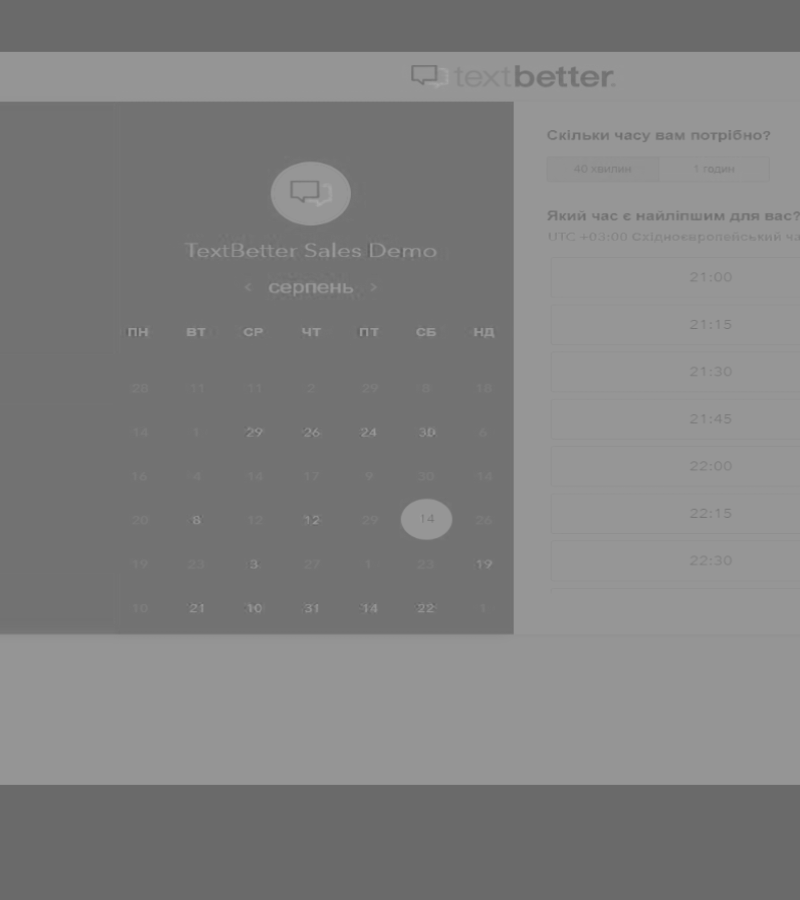 textbetter.
TextBetter Sales Demo
‹ серпень ›
ПН ВТ СР ЧТ ПТ СБ НД
28 11 11 2 29 8 18
14 1 29 26 24 30 6
16 4 14 17 9 30 14
20 8 12 12 29 14 26
19 23 3 27 1 23 19
10 21 10 31 14 22 1
Скільки часу вам потрібно?
40 хвилин 1 годин
Який час є найліпшим для вас?
UTC +03:00 Східноєвропейський
21:00
21:15
21:30
21:45
22:00
22:15
22:30